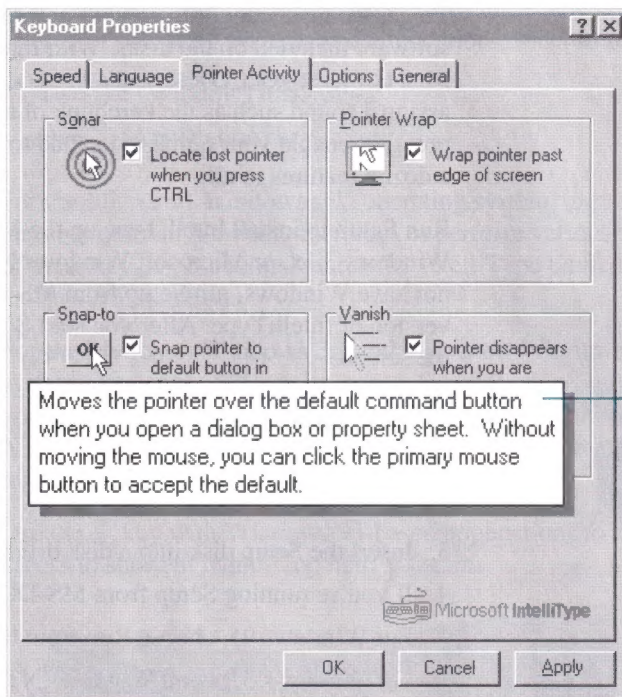 Keyboard Properties
Speed
Language
Pointer Activity
Options
General
Sonar
Locate lost pointer
when you press
CTRL
Pointer Wrap
Wrap pointer past
edge of screen
Snap-to
OK
Snap pointer to
default button in
Vanish
Pointer disappears
when you are
Moves the pointer over the default command button
when you open a dialog box or property sheet. Without
moving the mouse, you can click the primary mouse
button to accept the default.
Microsoft IntelliType
OK
Cancel
Apply